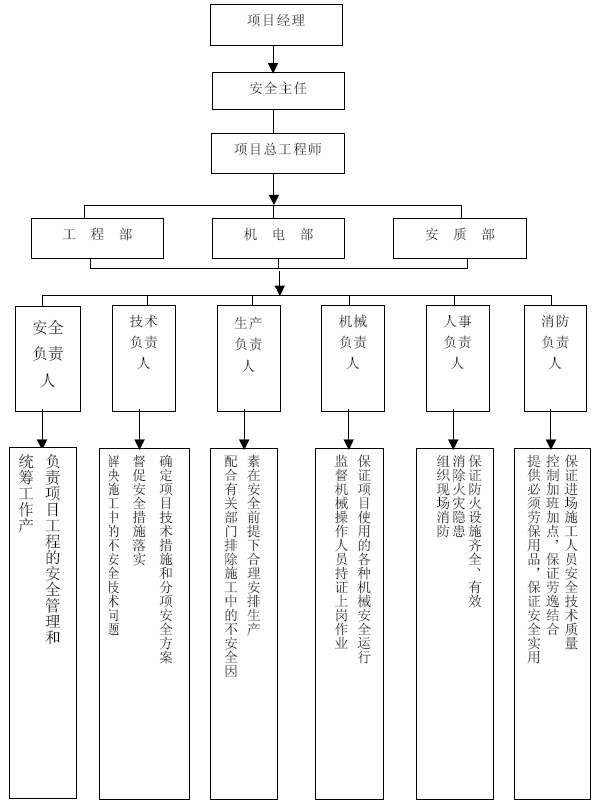 项目经理
安全主任
项目总工程师
工 程 部
机 电 部
安 质 部
安全
负责
人
技术
负责
人
生产
负责
人
机械
负责
人
人事
负责
人
消防
负责
人
负责项目工程的安全管理和
统筹工作产
确定项目技术措施和分项安全方案
督促安全措施落实
解央施工中的不安全技术问题
素在安全前提下合理安排生产
配合有关部门排除施工中的不安全因
保证项目使用的各种机械安全运行
监督机械操作人员持证上岗作业
保证防火设施齐全、有效
消除火灾隐患
组织现场消防
保证进场施工人员安全技术质量
控制加班加点，保证劳逸结合
提供必须劳保用品，保证安全实用